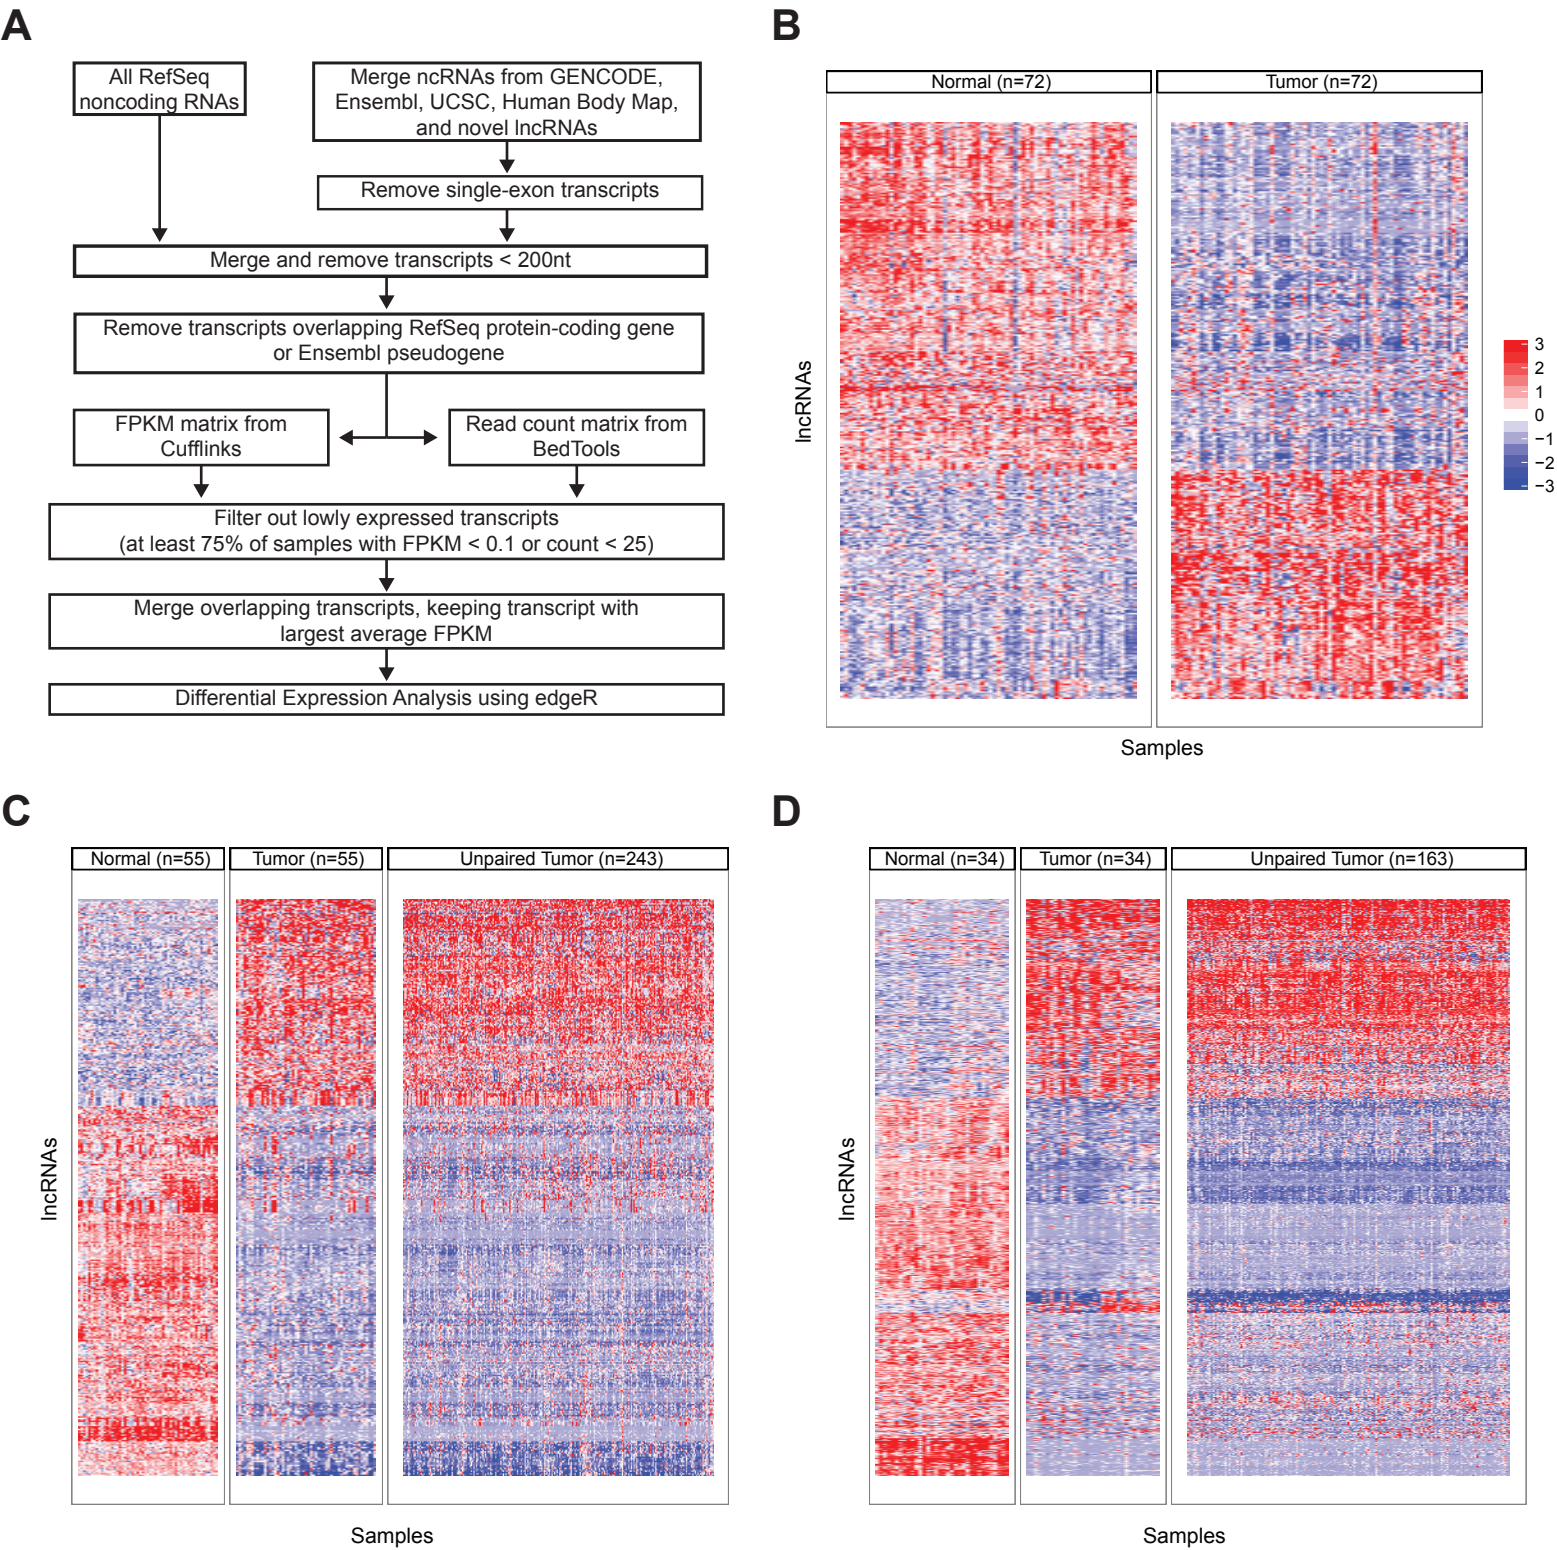 A
All RefSeq
noncoding RNAs
Merge ncRNAs from GENCODE,
Ensembl, UCSC, Human Body Map,
and novel lncRNAs
Remove single-exon transcripts
Merge and remove transcripts < 200nt
Remove transcripts overlapping RefSeq protein-coding gene
or Ensembl pseudogene
FPKM matrix from
Cufflinks
Read count matrix from
BedTools
Filter out lowly expressed transcripts
(at least 75% of samples with FPKM < 0.1 or count < 25)
Merge overlapping transcripts, keeping transcript with
largest average FPKM
Differential Expression Analysis using edgeR
B
Normal (n=72)
Tumor (n=72)
lncRNAs
Samples
3
2
1
0
−1
−2
−3
C
Normal (n=55)
Tumor (n=55)
Unpaired Tumor (n=243)
lncRNAs
Samples
D
Normal (n=34)
Tumor (n=34)
Unpaired Tumor (n=163)
lncRNAs
Samples